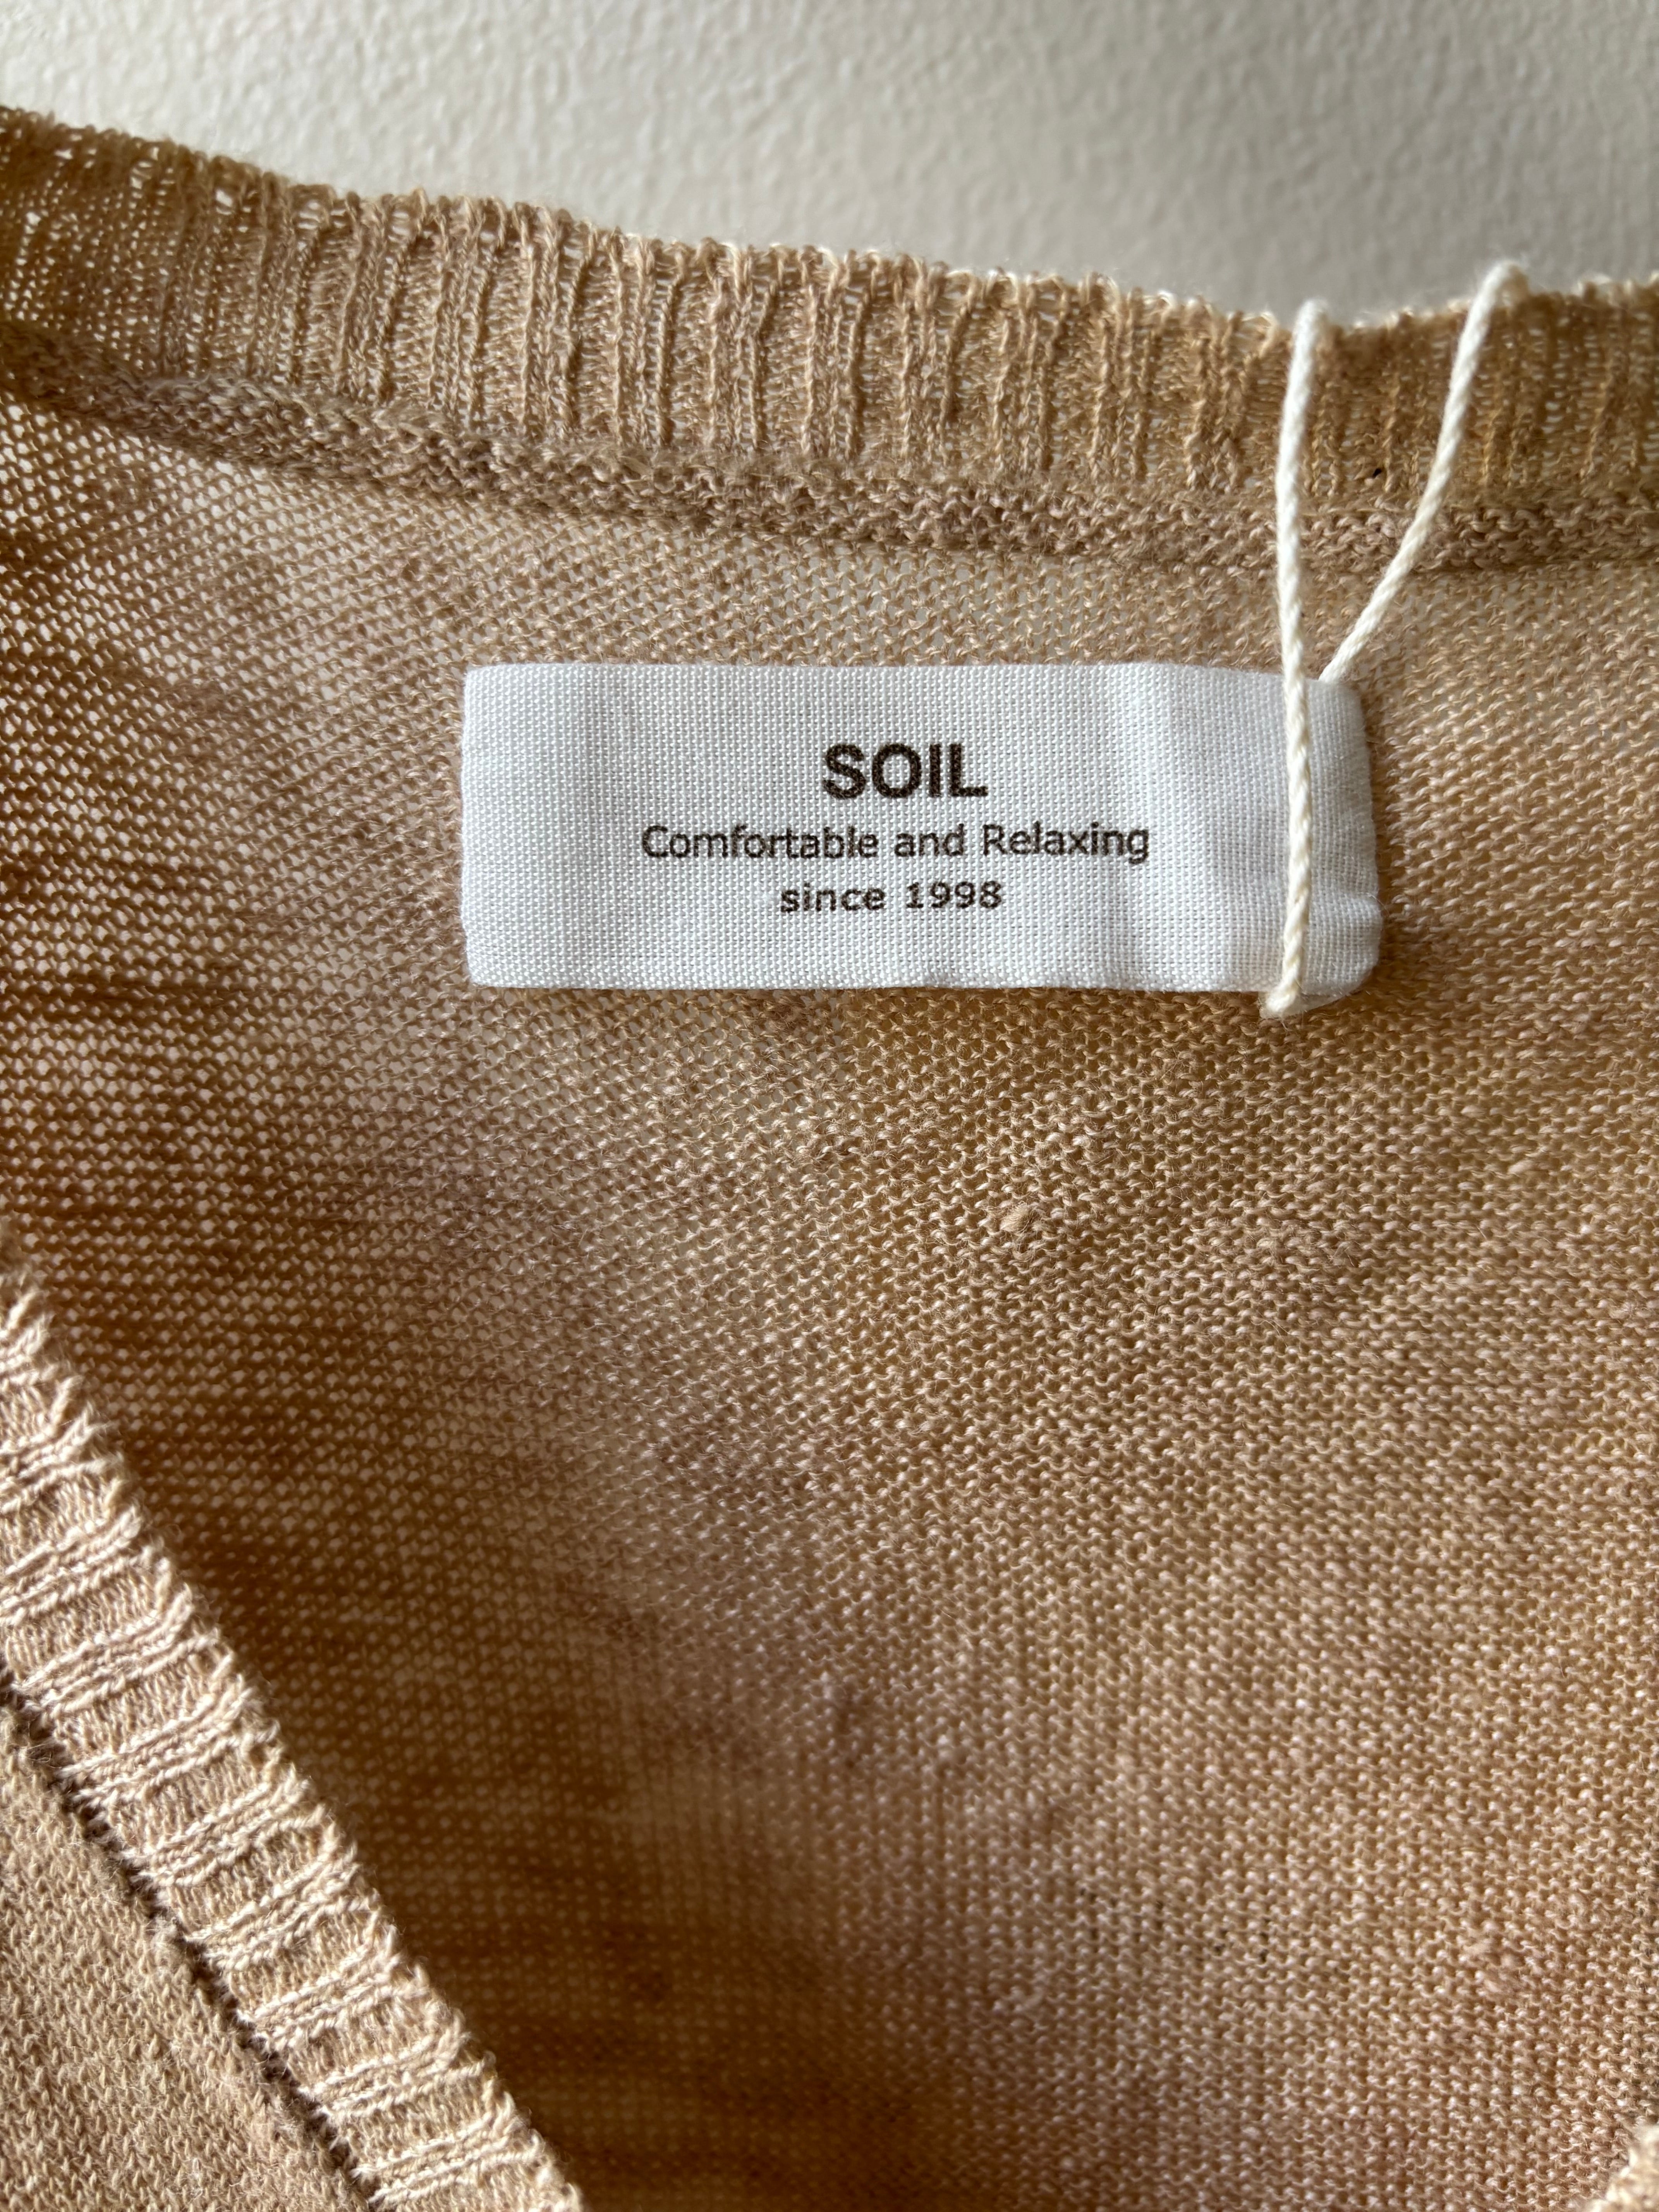 SOIL
Comfortable and Relaxing
since 1998